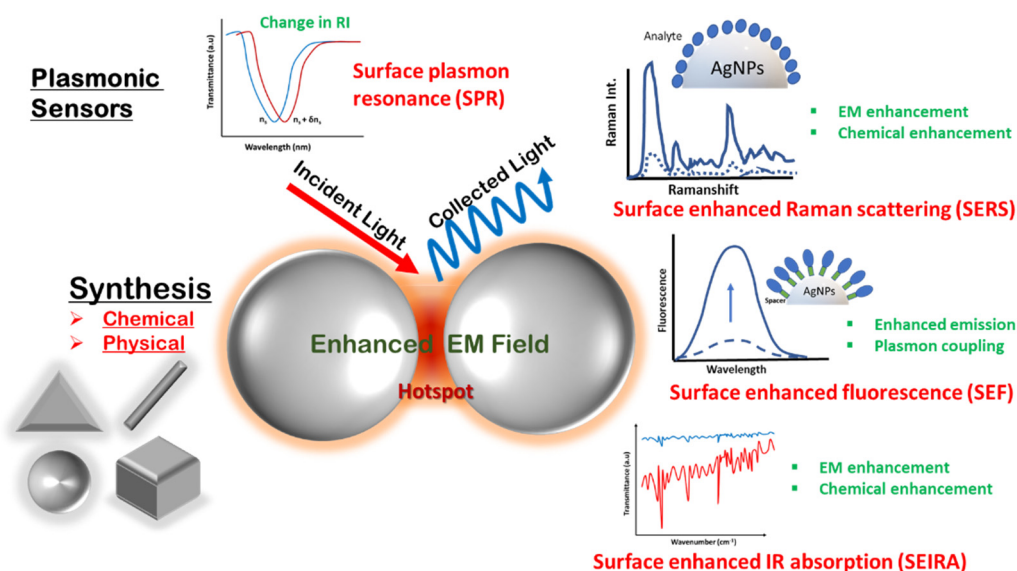 Plasmonic
Sensors
Change in RI
Transmittance (a.u)
nₛ
nₛ + δnₛ
Wavelength (nm)
Surface plasmon
resonance (SPR)
Incident Light
Collected Light
Enhanced EM Field
Hotspot
Synthesis
➢ Chemical
➢ Physical
Analyte
AgNPs
Raman Int.
Ramanshift
▪ EM enhancement
▪ Chemical enhancement
Surface enhanced Raman scattering (SERS)
Fluorescence
Wavelength
Spacer
AgNPs
▪ Enhanced emission
▪ Plasmon coupling
Surface enhanced fluorescence (SEF)
Transmittance (a.u)
Wavenumber (cm⁻¹)
▪ EM enhancement
▪ Chemical enhancement
Surface enhanced IR absorption (SEIRA)